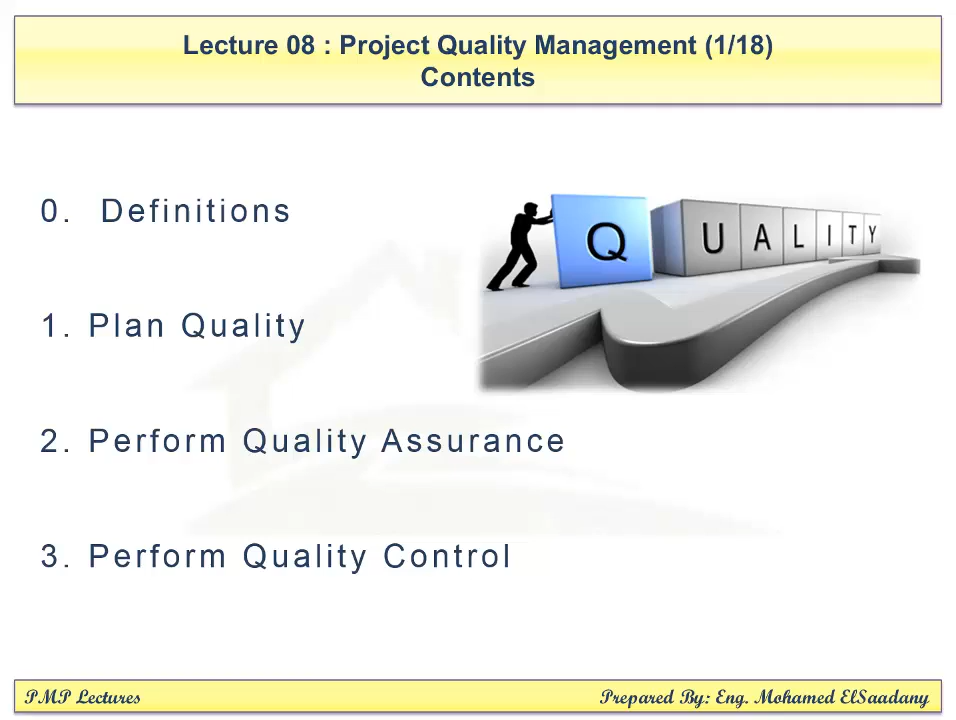 Lecture 08 : Project Quality Management (1/18)
Contents
0. Definitions
QUALITY
1. Plan Quality
2. Perform Quality Assurance
3. Perform Quality Control
PMP Lectures
Prepared By: Eng. Mohamed ElSaadany